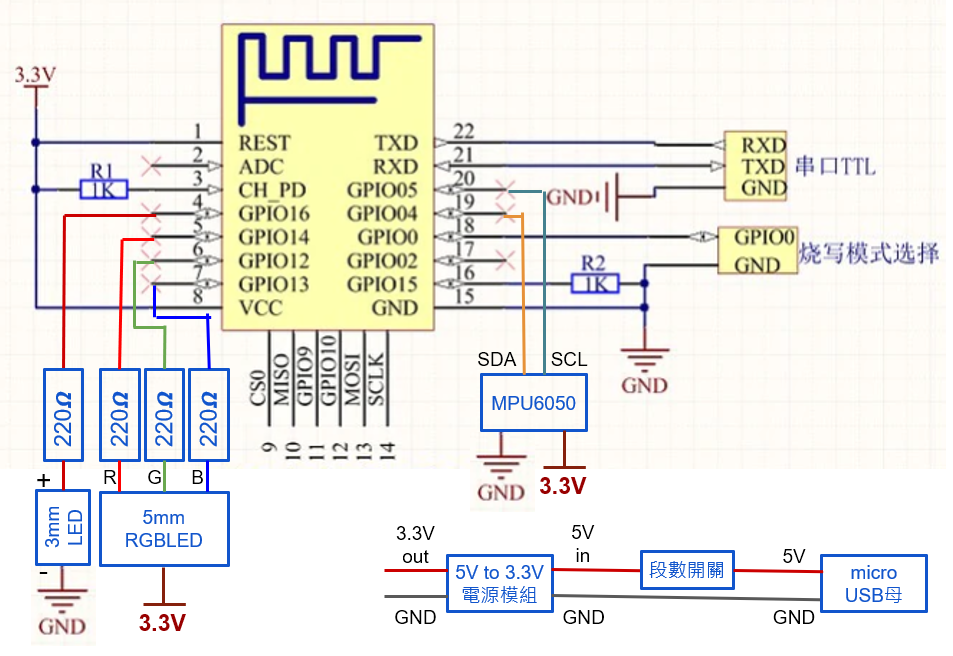 3.3V
R1
1K
1 REST
2 ADC
3 CH_PD
4 GPIO16
5 GPIO14
6 GPIO12
7 GPIO13
8 VCC
TXD 22
RXD 21
GPIO05 20
GPIO04 19
GPIO0 18
GPIO02 17
GPIO15 16
GND 15
CS0 9
MISO 10
GPIO9 11
GPIO10 12
MOSI 13
SCLK 14
RXD
TXD
GND
串口TTL
GND
GPIO0
GND
烧写模式选择
R2
1K
GND
SDA
SCL
MPU6050
GND
3.3V
220Ω
220Ω
220Ω
220Ω
+
R
G
B
3mm
LED
-
GND
5mm
RGBLED
3.3V
3.3V
out
GND
5V to 3.3V
電源模組
5V
in
GND
段數開關
5V
GND
micro
USB母